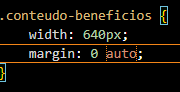 .conteudo-beneficios {
width: 640px;
margin: 0 auto;
}